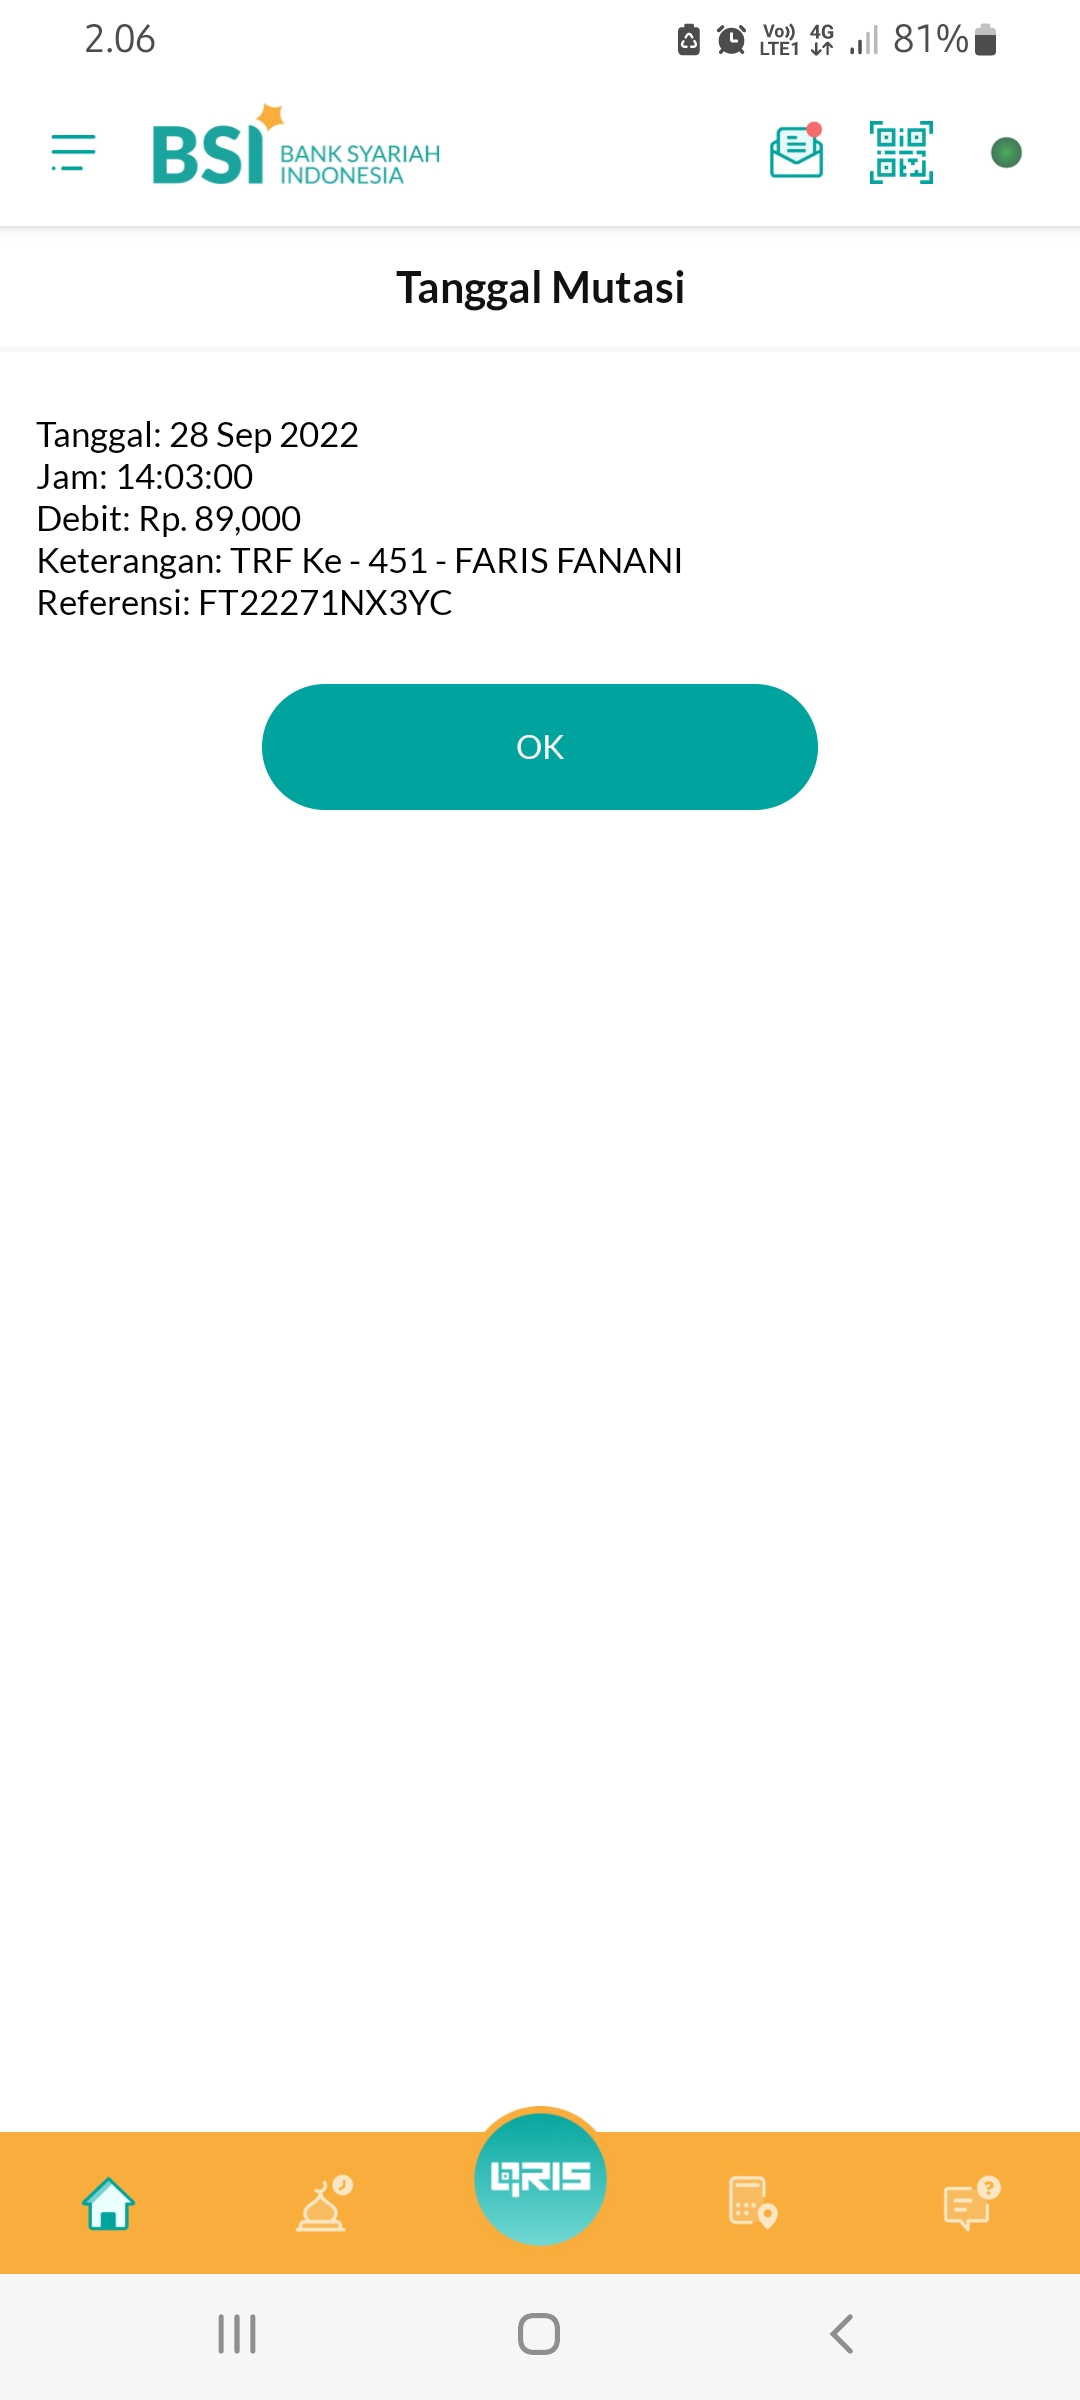 2.06
Vo)) LTE1 4G 81%
BSI BANK SYARIAH INDONESIA
Tanggal Mutasi
Tanggal: 28 Sep 2022
Jam: 14:03:00
Debit: Rp. 89,000
Keterangan: TRF Ke - 451 - FARIS FANANI
Referensi: FT22271NX3YC
OK
QRIS
?